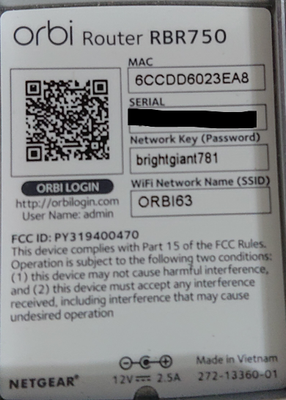 orbi Router RBR750
MAC
6CCDD6023EA8
SERIAL
Network Key (Password)
brightgiant781
WiFi Network Name (SSID)
ORBI63
ORBI LOGIN
http://orbilogin.com
User Name: admin
FCC ID: PY319400470
This device complies with Part 15 of the FCC Rules.
Operation is subject to the following two conditions:
(1) this device may not cause harmful interference,
and (2) this device must accept any interference
received, including interference that may cause
undesired operation
NETGEAR®
12V 2.5A
Made in Vietnam
272-13360-01